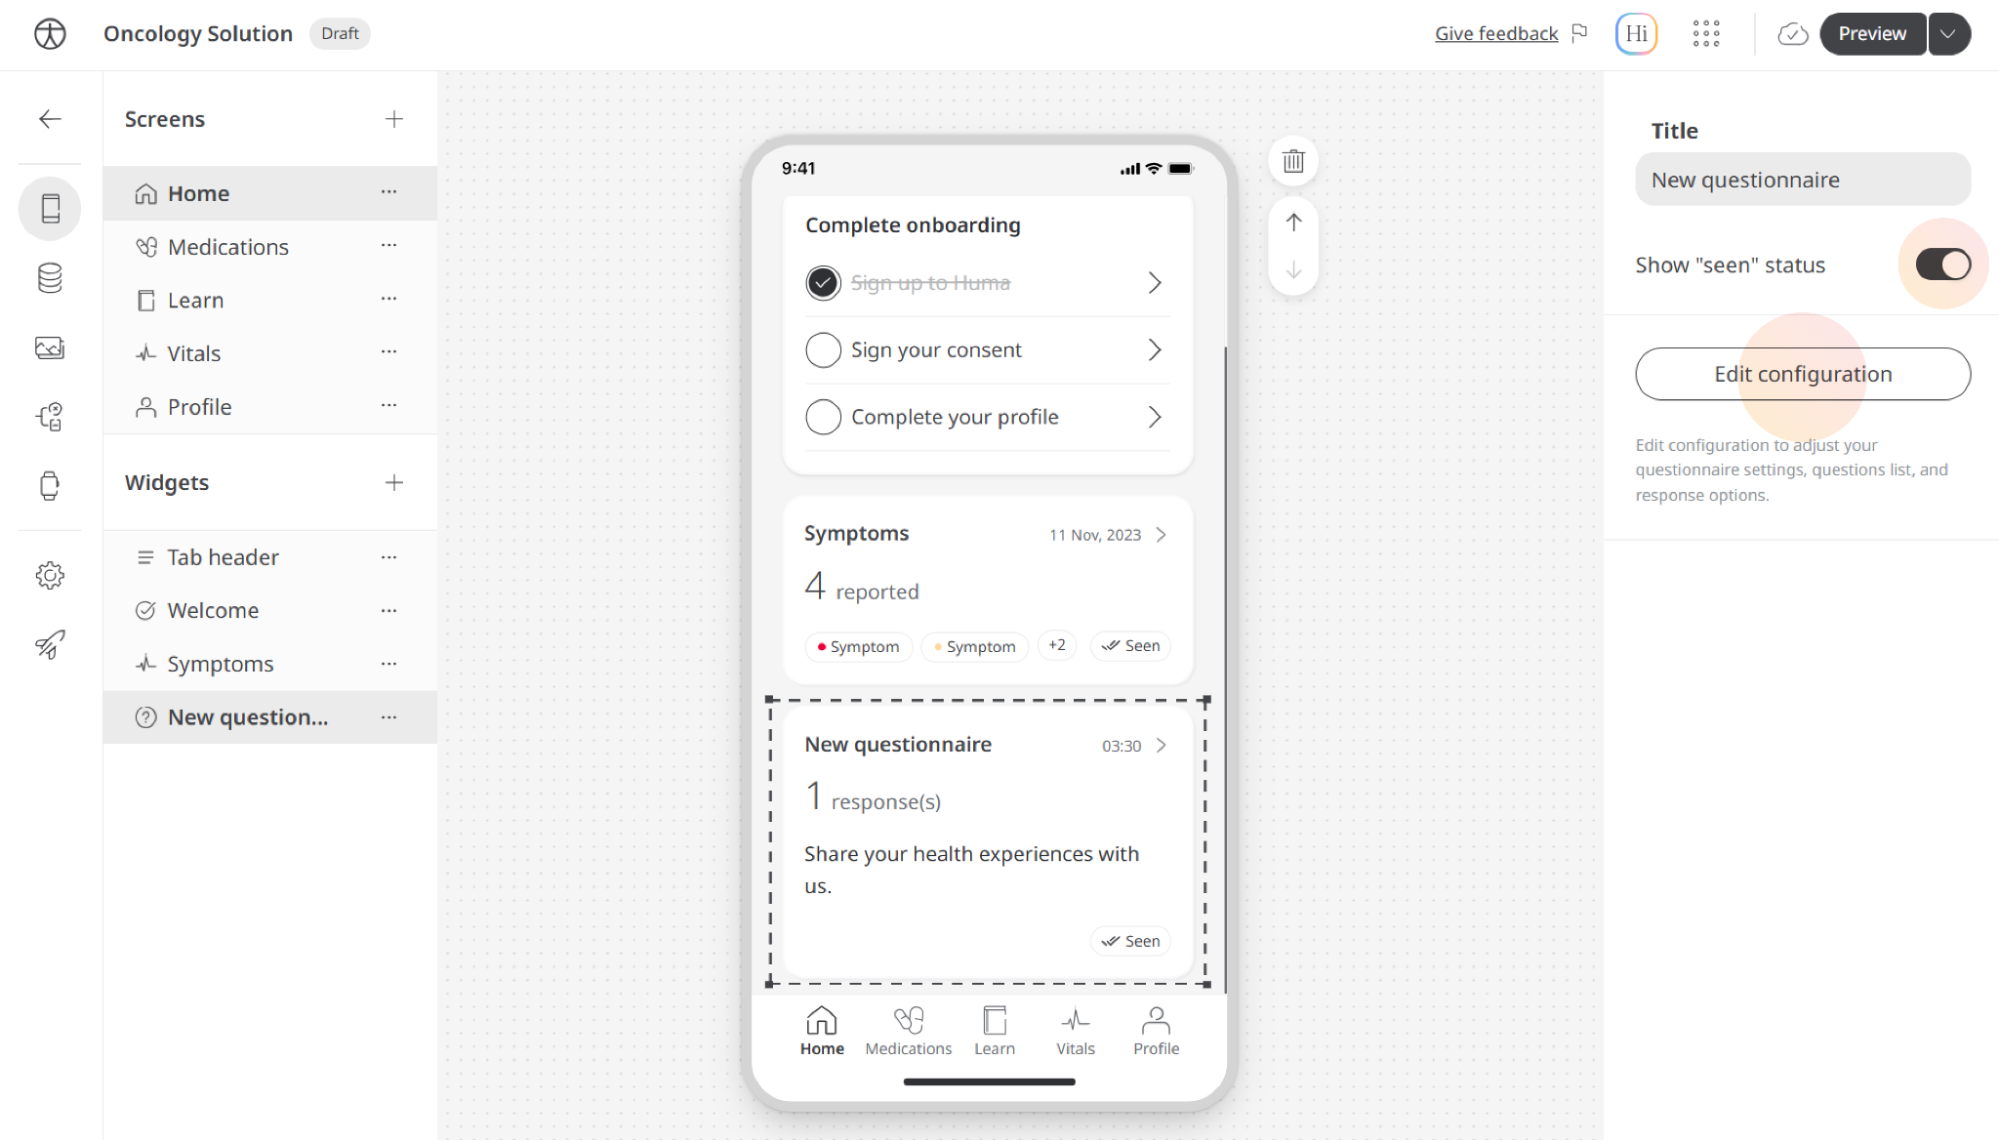 Oncology Solution
Draft
Give feedback
Hi
Preview
Screens
Home
Medications
Learn
Vitals
Profile
Widgets
Tab header
Welcome
Symptoms
New question...
9:41
Complete onboarding
Sign up to Huma
Sign your consent
Complete your profile
Symptoms
11 Nov, 2023
4 reported
Symptom
Symptom
+2
Seen
New questionnaire
03:30
1 response(s)
Share your health experiences with
us.
Seen
Home
Medications
Learn
Vitals
Profile
Title
New questionnaire
Show "seen" status
Edit configuration
Edit configuration to adjust your
questionnaire settings, questions list, and
response options.